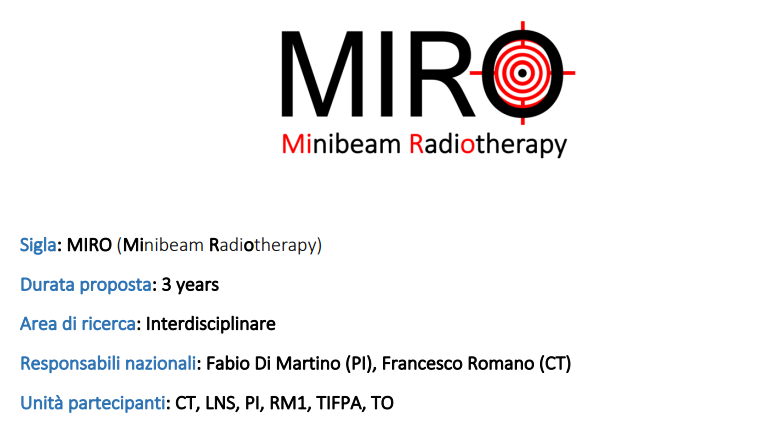 MIRO
Minibeam Radiotherapy
Sigla: MIRO (Minibeam Radiotherapy)
Durata proposta: 3 years
Area di ricerca: Interdisciplinare
Responsabili nazionali: Fabio Di Martino (PI), Francesco Romano (CT)
Unità partecipanti: CT, LNS, PI, RM1, TIFPA, TO